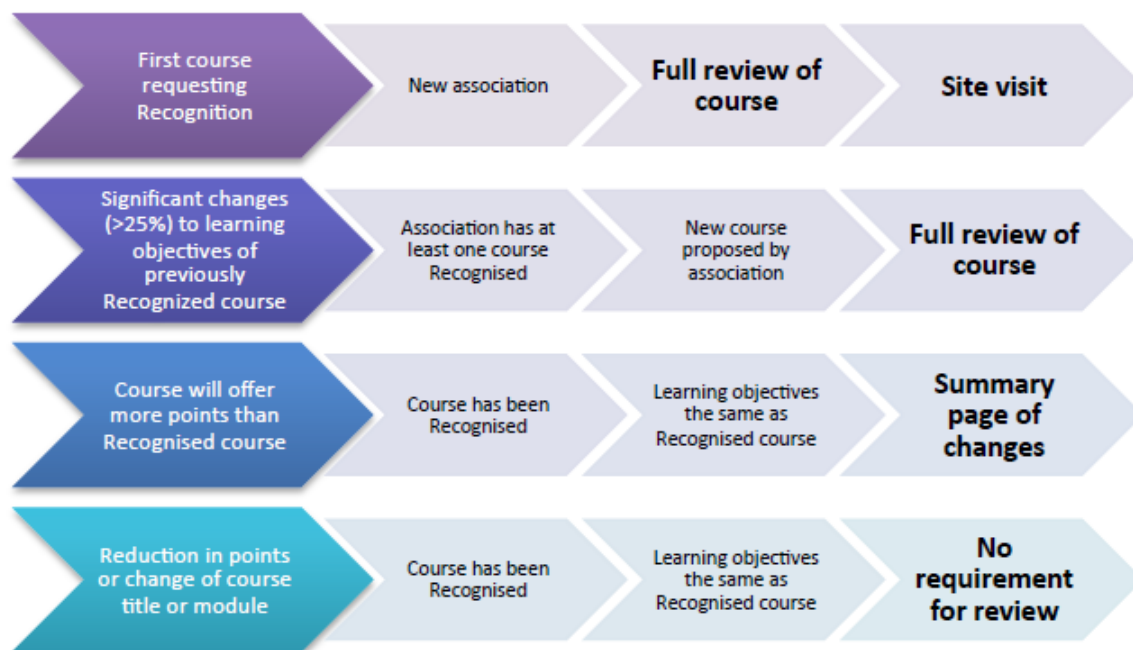 First course
requesting
Recognition
New association
Full review of
course
Site visit
Significant changes
(>25%) to learning
objectives of
previously
Recognized course
Association has at
least one course
Recognised
New course
proposed by
association
Full review of
course
Course will offer
more points than
Recognised course
Course has been
Recognised
Learning objectives
the same as
Recognised course
Summary
page of
changes
Reduction in points
or change of course
title or module
Course has been
Recognised
Learning objectives
the same as
Recognised course
No
requirement
for review